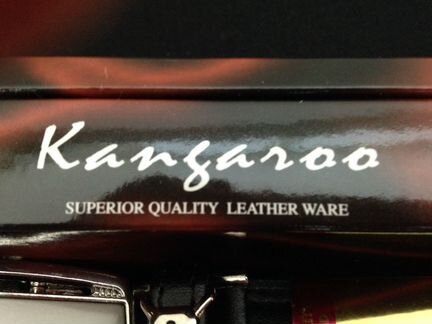 Kangaroo
SUPERIOR QUALITY LEATHER WARE